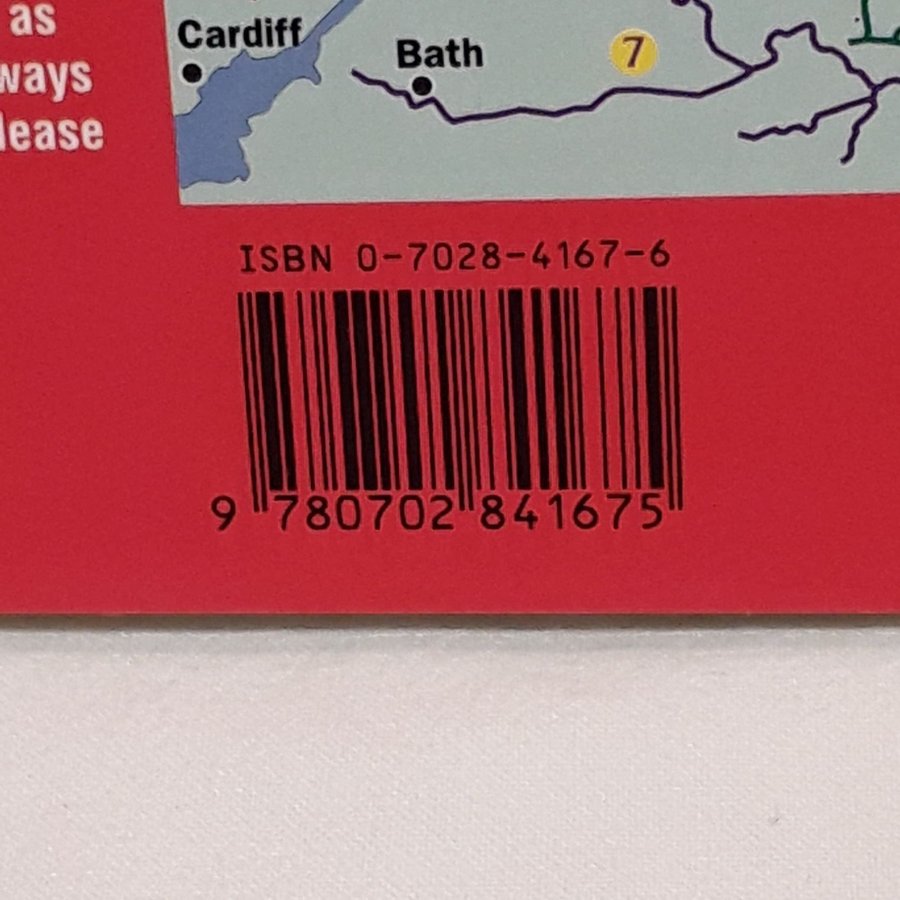 as
ways
lease
Cardiff
Bath
7
ISBN 0-7028-4167-6
9 780702 841675